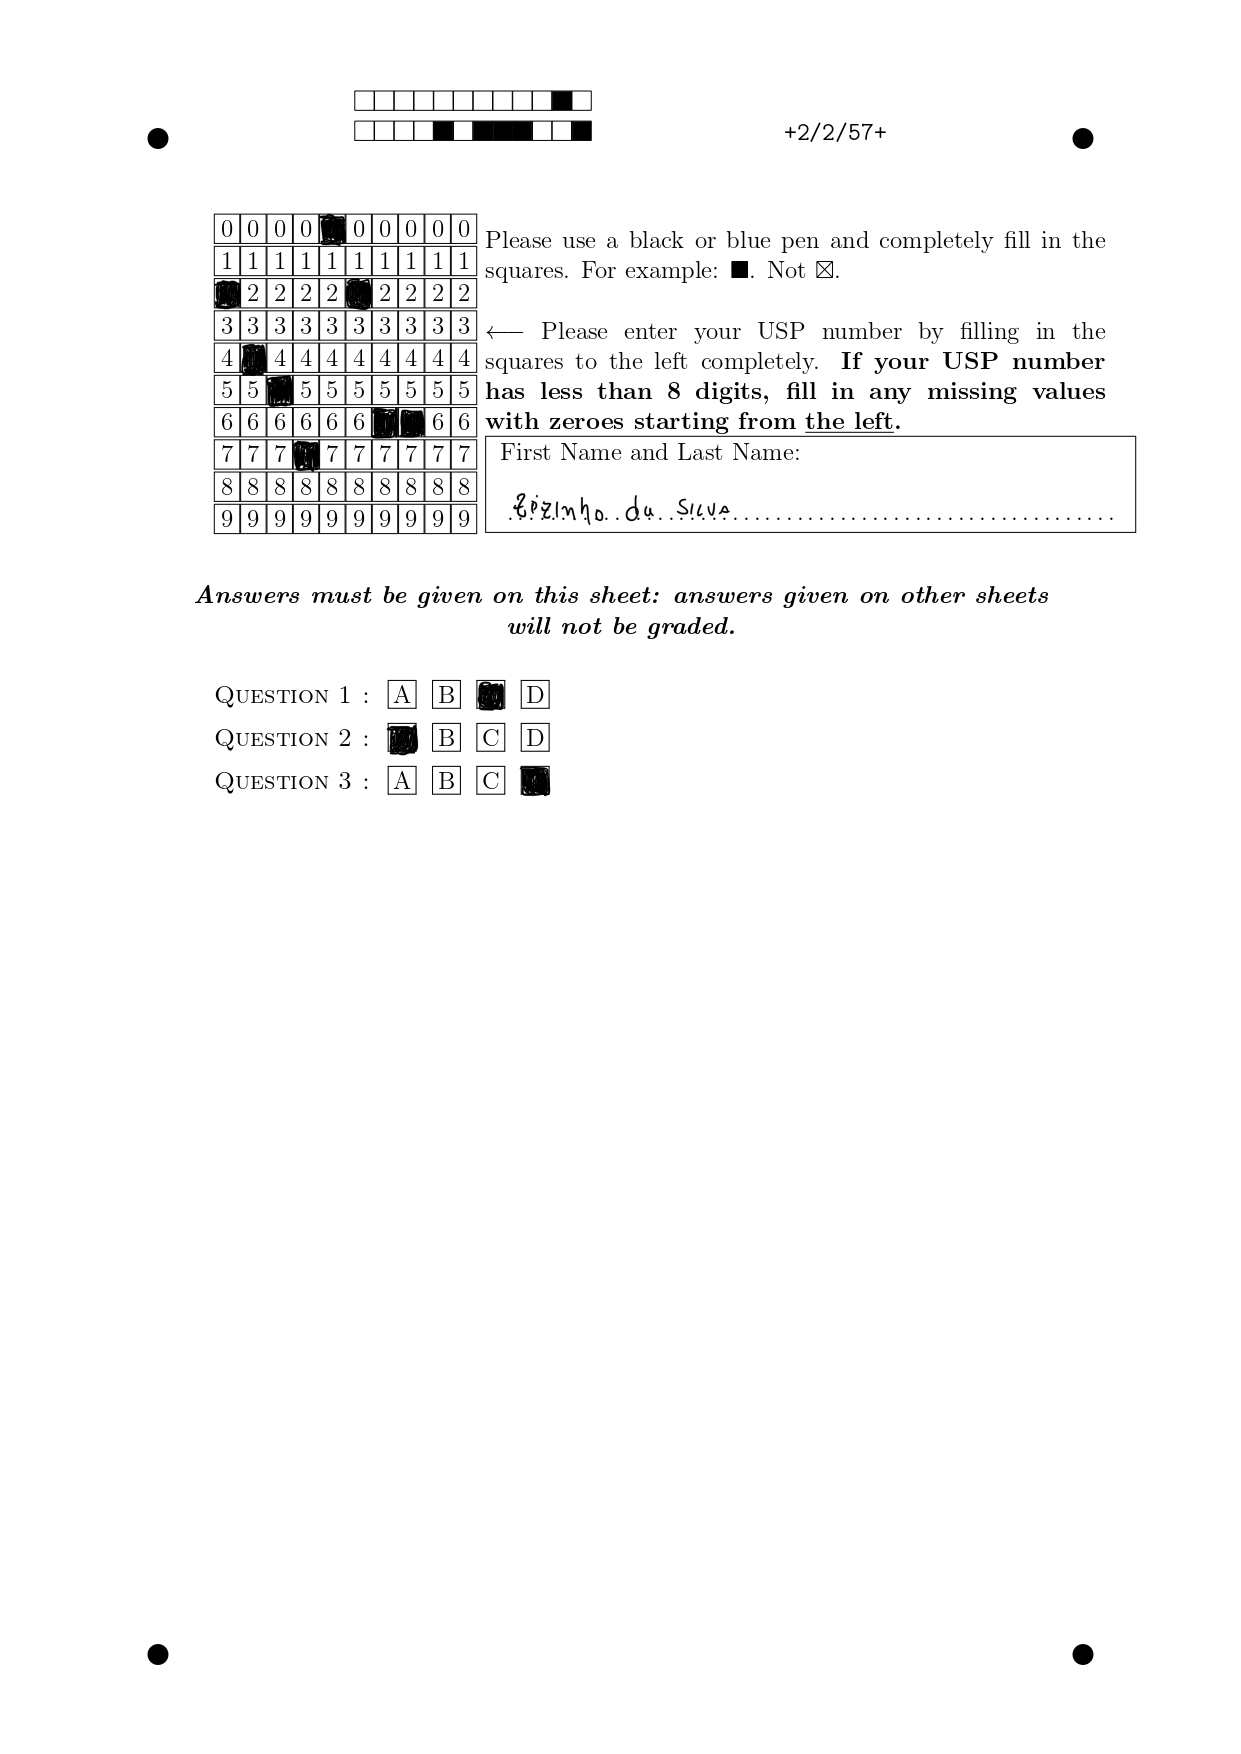 +2/2/57+
0 0 0 0 0 0 0 0 0
1 1 1 1 1 1 1 1 1 1
2 2 2 2 2 2 2 2
3 3 3 3 3 3 3 3 3 3
4 4 4 4 4 4 4 4 4
5 5 5 5 5 5 5 5 5
6 6 6 6 6 6 6 6
7 7 7 7 7 7 7 7 7
8 8 8 8 8 8 8 8 8 8
9 9 9 9 9 9 9 9 9 9
Please use a black or blue pen and completely fill in the
squares. For example: ■. Not ☒.
⟵ Please enter your USP number by filling in the
squares to the left completely. If your USP number
has less than 8 digits, fill in any missing values
with zeroes starting from the left.
First Name and Last Name:
da SILVA
Answers must be given on this sheet: answers given on other sheets
will not be graded.
QUESTION 1 : A B D
QUESTION 2 : B C D
QUESTION 3 : A B C